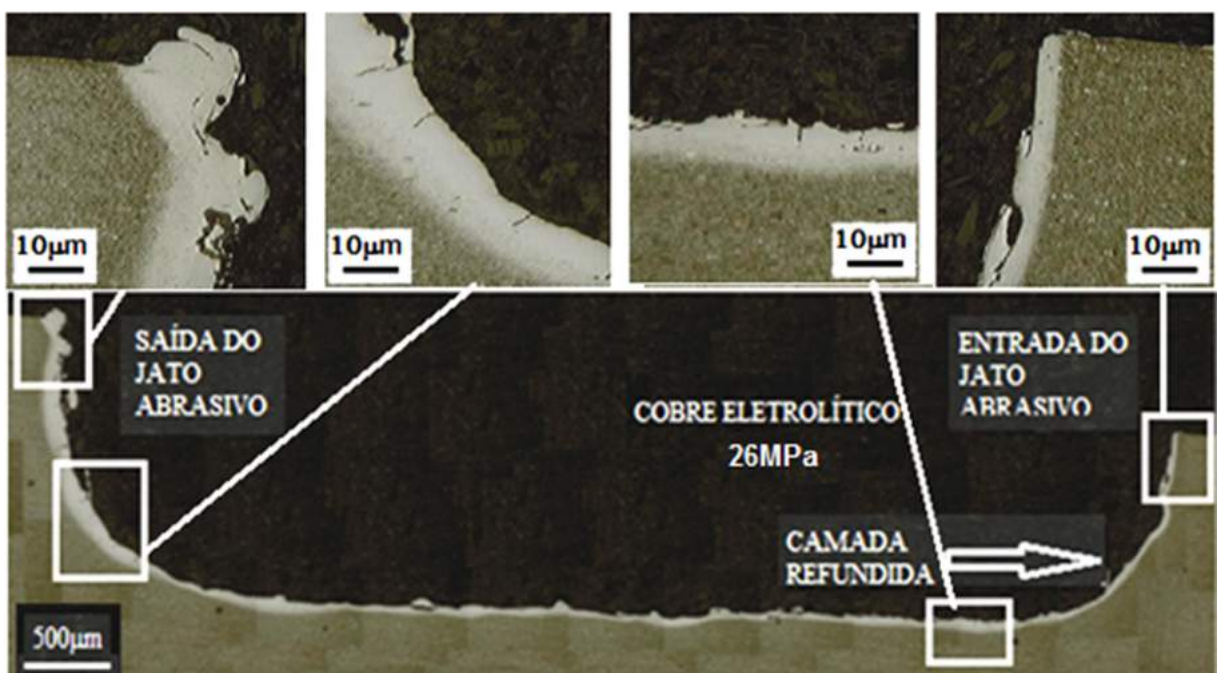 10µm
10µm
10µm
10µm
SAÍDA DO
JATO
ABRASIVO
ENTRADA DO
JATO
ABRASIVO
COBRE ELETROLÍTICO
26MPa
CAMADA
REFUNDIDA
500µm